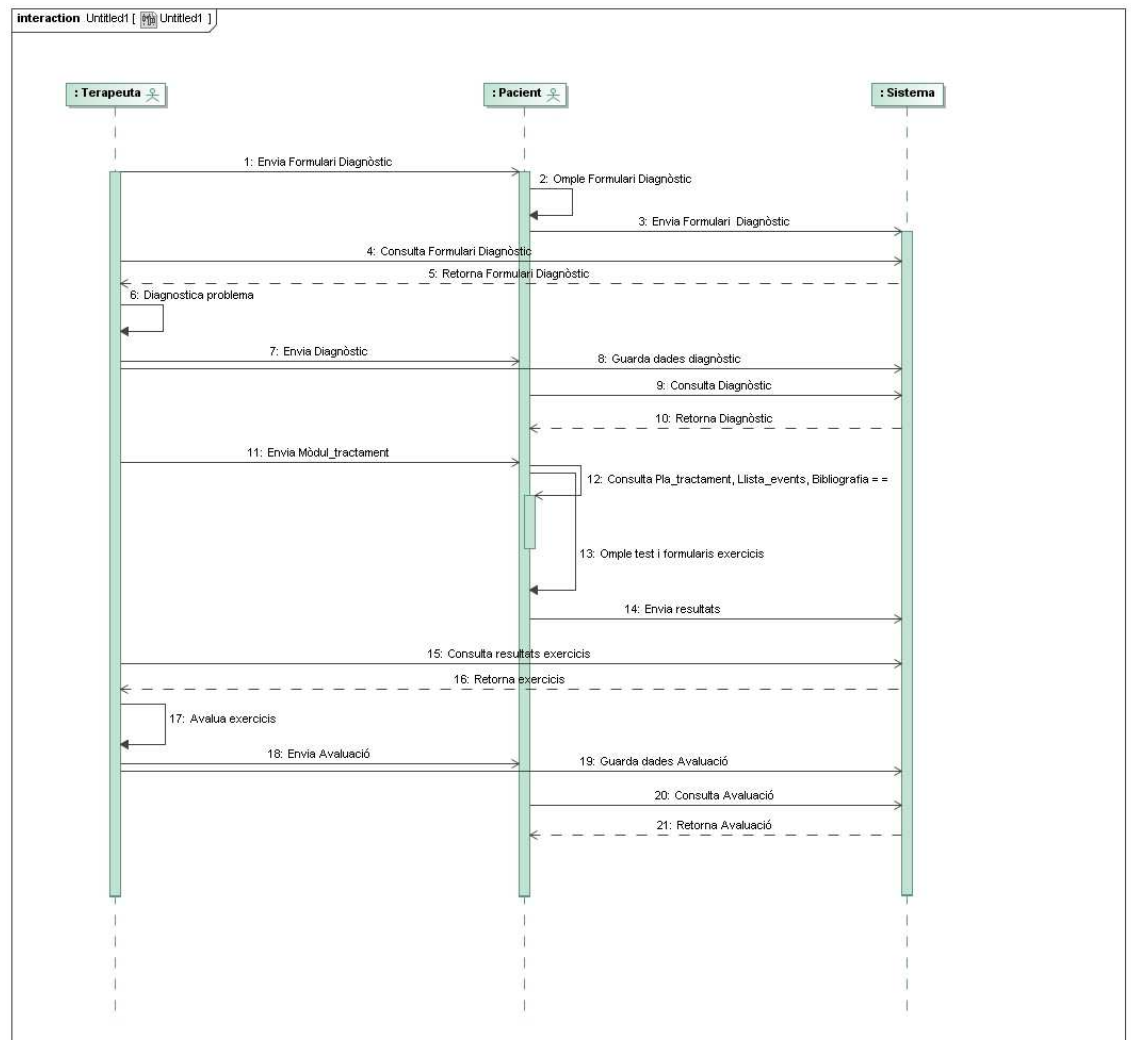 interaction Untitled1 [ Untitled1 ]
: Terapeuta
: Pacient
: Sistema
1: Envia Formulari Diagnòstic
2: Omple Formulari Diagnòstic
3: Envia Formulari Diagnòstic
4: Consulta Formulari Diagnòstic
5: Retorna Formulari Diagnòstic
6: Diagnostica problema
7: Envia Diagnòstic
8: Guarda dades diagnòstic
9: Consulta Diagnòstic
10: Retorna Diagnòstic
11: Envia Mòdul_tractament
12: Consulta Pla_tractament, Llista_events, Bibliografia = =
13: Omple test i formularis exercicis
14: Envia resultats
15: Consulta resultats exercicis
16: Retorna exercicis
17: Avalua exercicis
18: Envia Avaluació
19: Guarda dades Avaluació
20: Consulta Avaluació
21: Retorna Avaluació